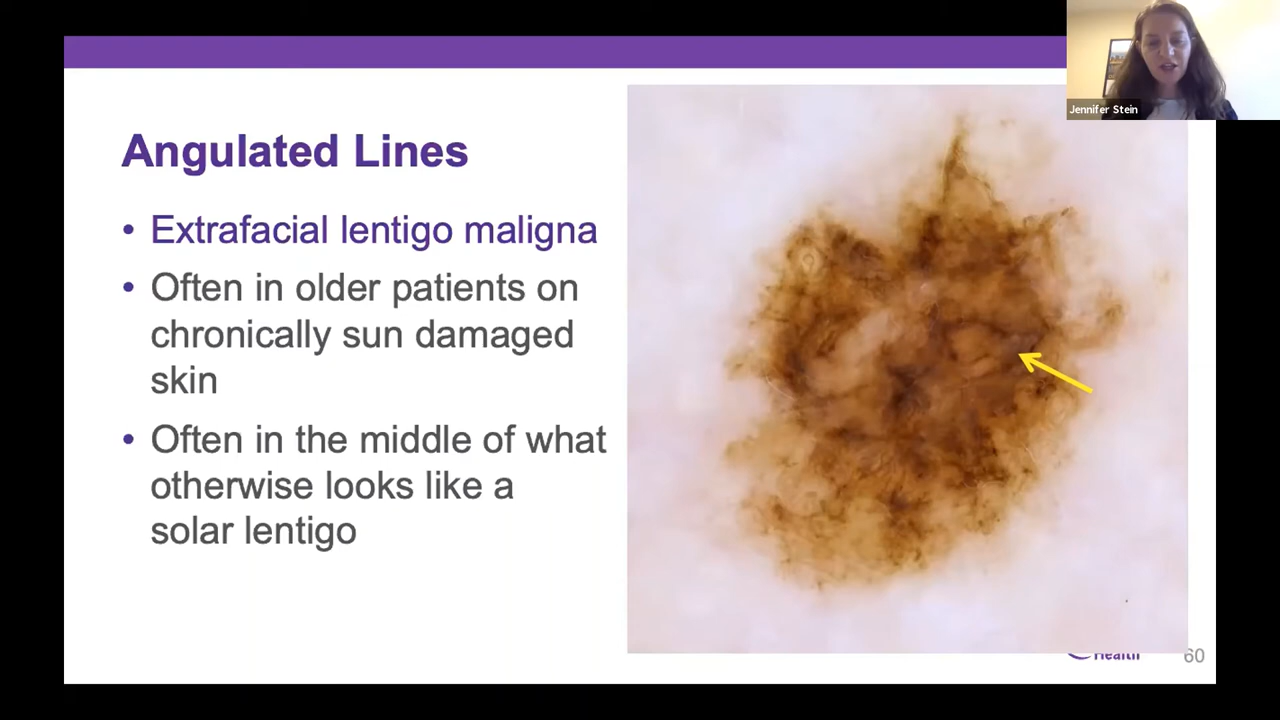 Jennifer Stein
Angulated Lines
• Extrafacial lentigo maligna
• Often in older patients on
chronically sun damaged
skin
• Often in the middle of what
otherwise looks like a
solar lentigo
Health
60